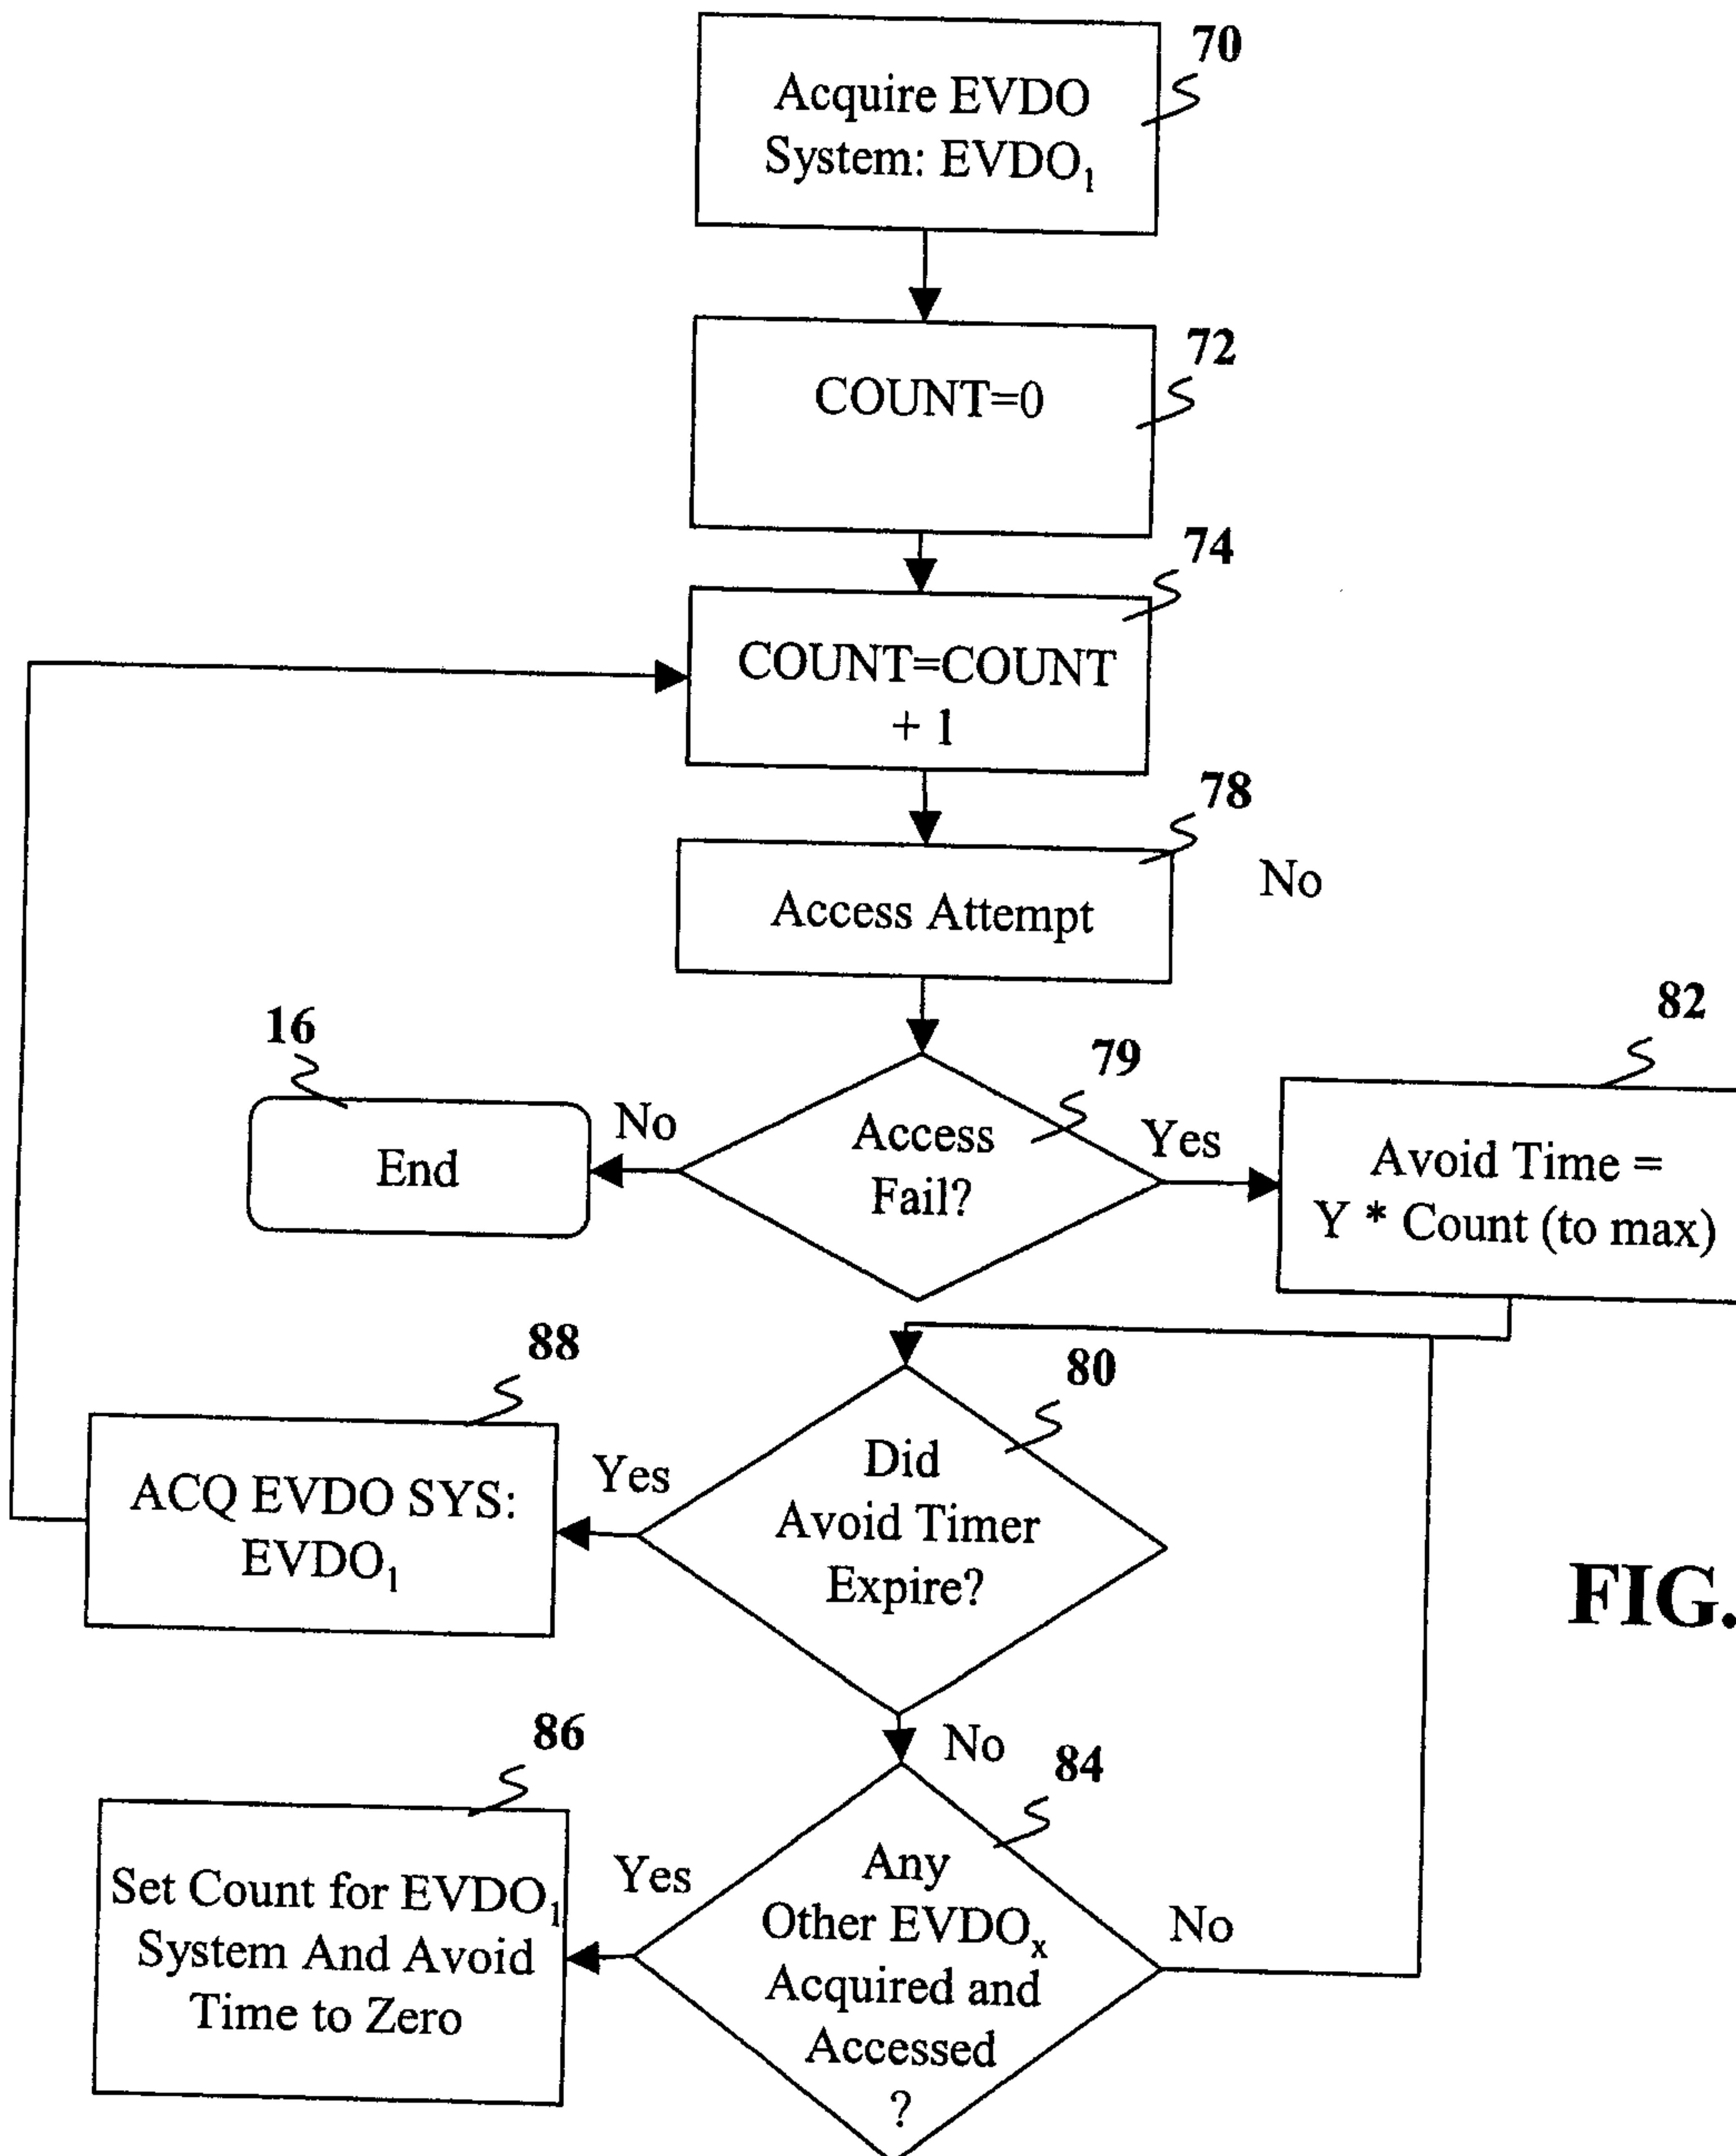 70
Acquire EVDO
System: EVDO₁
72
COUNT=0
74
COUNT=COUNT
+ 1
78
No
Access Attempt
82
16
79
No
Access
Fail?
Yes
End
Avoid Time =
Y * Count (to max)
88
80
Yes
Did
Avoid Timer
Expire?
ACQ EVDO SYS:
EVDO₁
FIG.
86
No
84
Yes
Any
Other EVDOₓ
Acquired and
Accessed
?
No
Set Count for EVDO₁
System And Avoid
Time to Zero